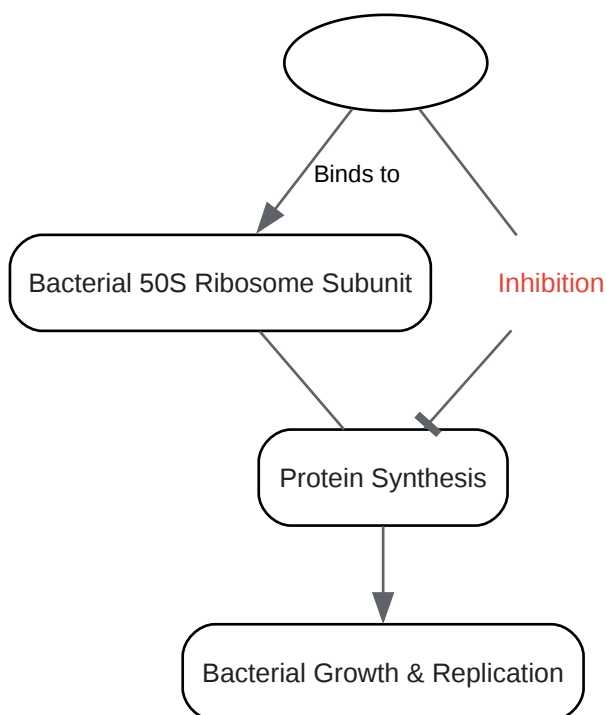 Binds to
Bacterial 50S Ribosome Subunit
Inhibition
Protein Synthesis
Bacterial Growth & Replication